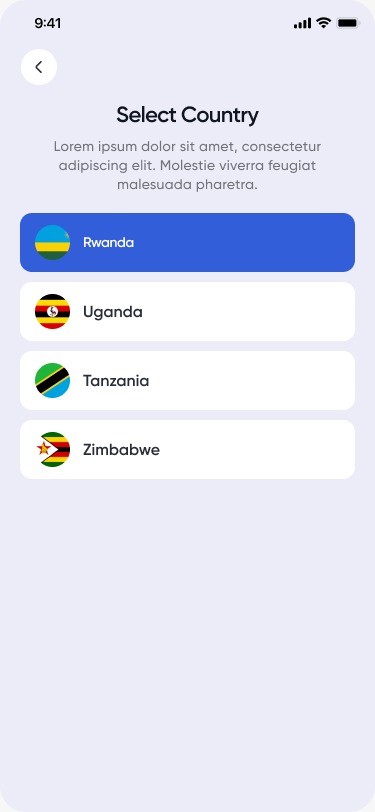 9:41
Select Country
Lorem ipsum dolor sit amet, consectetur
adipiscing elit. Molestie viverra feugiat
malesuada pharetra.
Rwanda
Uganda
Tanzania
Zimbabwe